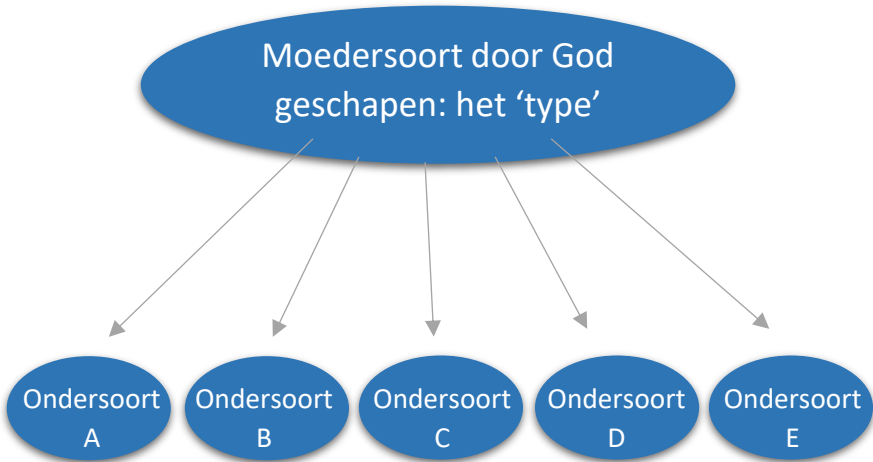 Moedersoort door God
geschapen: het ‘type’
Ondersoort
A
Ondersoort
B
Ondersoort
C
Ondersoort
D
Ondersoort
E